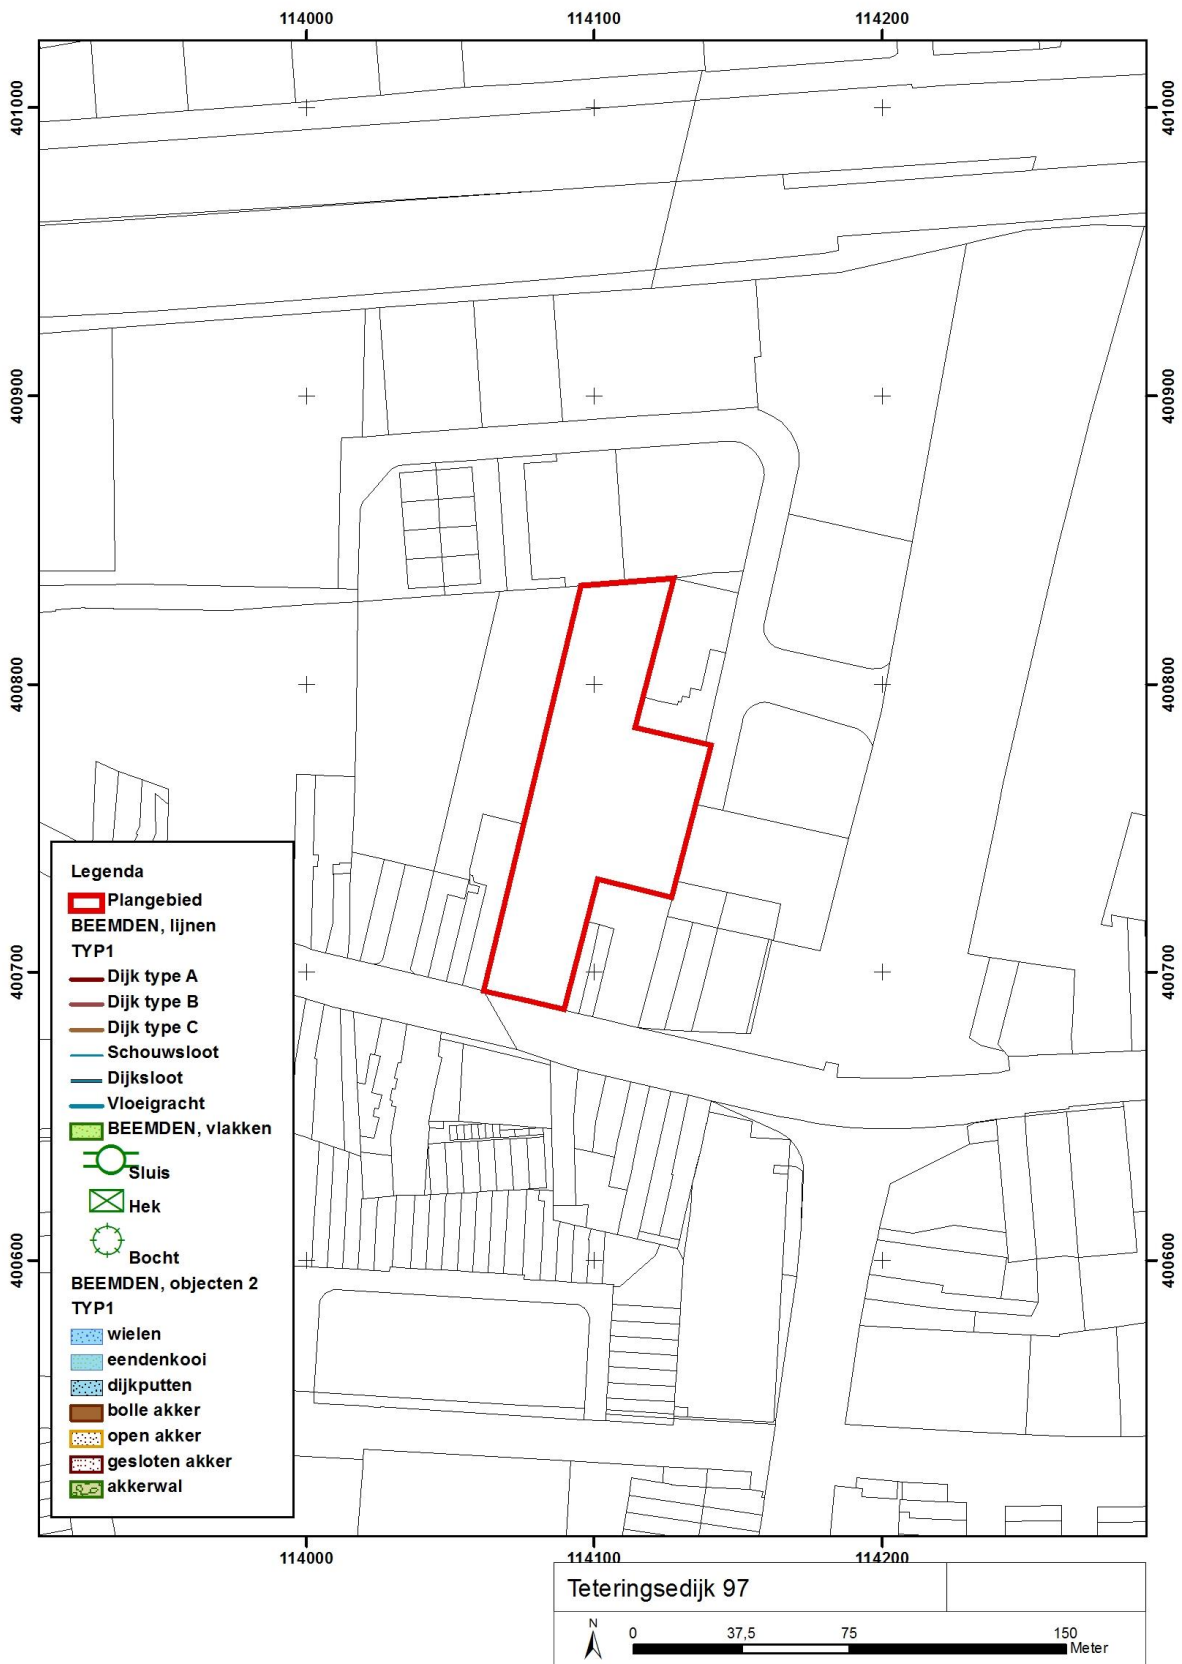 114000 114100 114200
401000 401000
400900 400900
400800 400800
400700 400700
400600 400600
Legenda
Plangebied
BEEMDEN, lijnen
TYP1
Dijk type A
Dijk type B
Dijk type C
Schouwsloot
Dijksloot
Vloeigracht
BEEMDEN, vlakken
Sluis
Hek
Bocht
BEEMDEN, objecten 2
TYP1
wielen
eendenkooi
dijkputten
bolle akker
open akker
gesloten akker
akkerwal
114000 114100 114200
Teteringsedijk 97
N
0 37,5 75 150
Meter